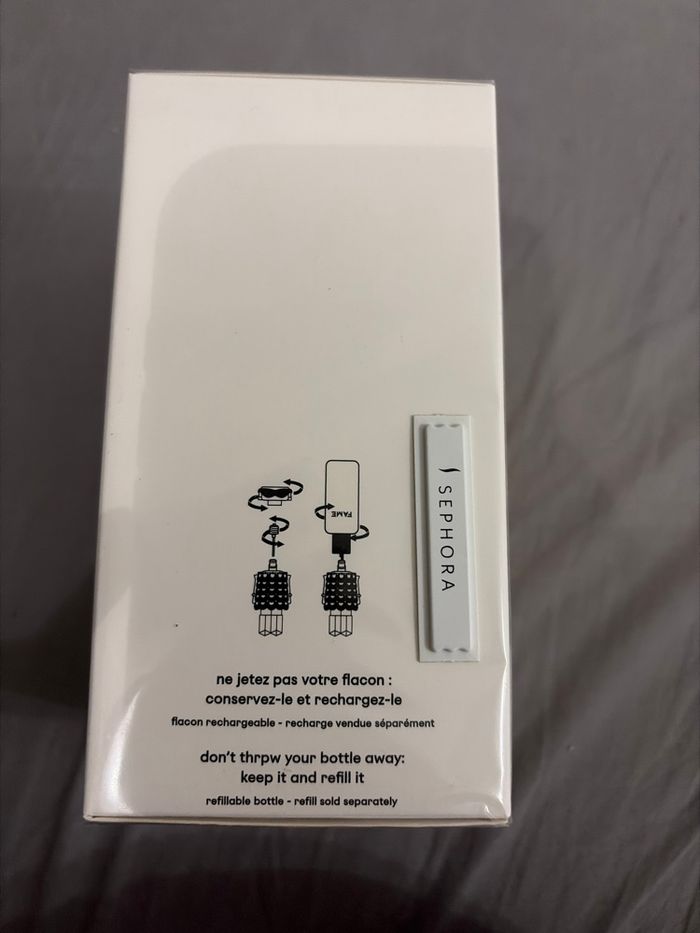 FAME
SEPHORA
ne jetez pas votre flacon :
conservez-le et rechargez-le
flacon rechargeable - recharge vendue séparément
don't thrpw your bottle away:
keep it and refill it
refillable bottle - refill sold separately